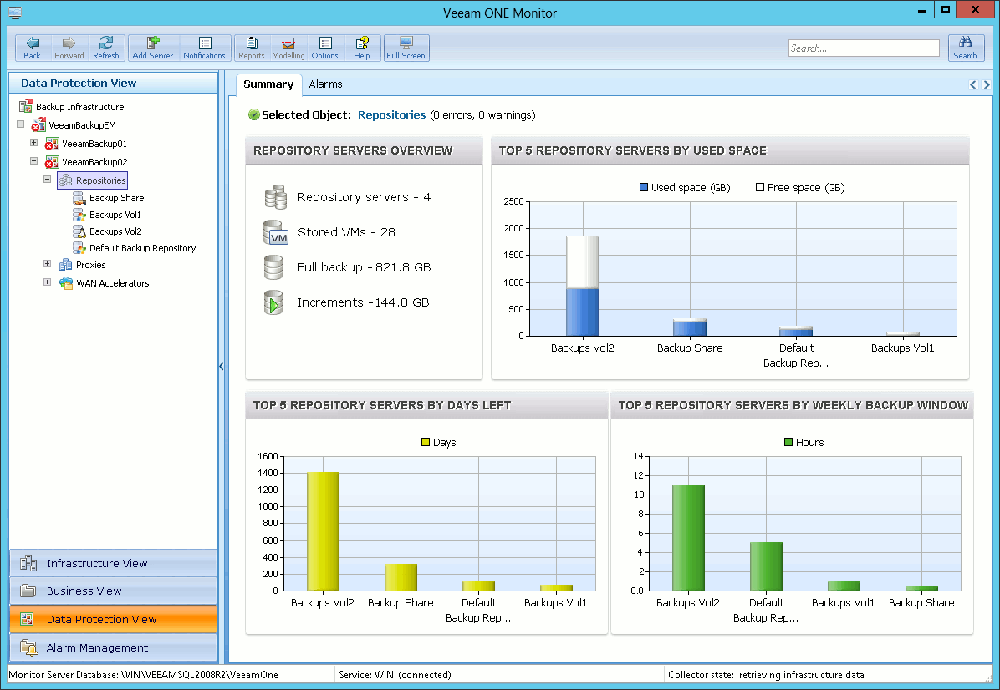 Veeam ONE Monitor
Back Forward Refresh Add Server Notifications Reports Modelling Options Help Full Screen Search... Search
Data Protection View
Backup Infrastructure
VeeamBackupEM
VeeamBackup01
VeeamBackup02
Repositories
Backup Share
Backups Vol1
Backups Vol2
Default Backup Repository
Proxies
WAN Accelerators
Infrastructure View
Business View
Data Protection View
Alarm Management
Summary Alarms
Selected Object: Repositories (0 errors, 0 warnings)
REPOSITORY SERVERS OVERVIEW
Repository servers - 4
VM
Stored VMs - 28
Full backup - 821.8 GB
Increments - 144.8 GB
TOP 5 REPOSITORY SERVERS BY USED SPACE
Used space (GB) Free space (GB)
2500
2000
1500
1000
500
0
Backups Vol2 Backup Share Default Backups Vol1
Backup Rep...
TOP 5 REPOSITORY SERVERS BY DAYS LEFT
Days
1600
1400
1200
1000
800
600
400
200
0
Backups Vol2 Backup Share Default Backups Vol1
Backup Rep...
TOP 5 REPOSITORY SERVERS BY WEEKLY BACKUP WINDOW
Hours
14
12
10
8
6
4
2
0.0
Backups Vol2 Default Backups Vol1 Backup Share
Backup Rep...
Monitor Server Database: WIN\VEEAMSQL2008R2\VeeamOne Service: WIN (connected) Collector state: retrieving infrastructure data